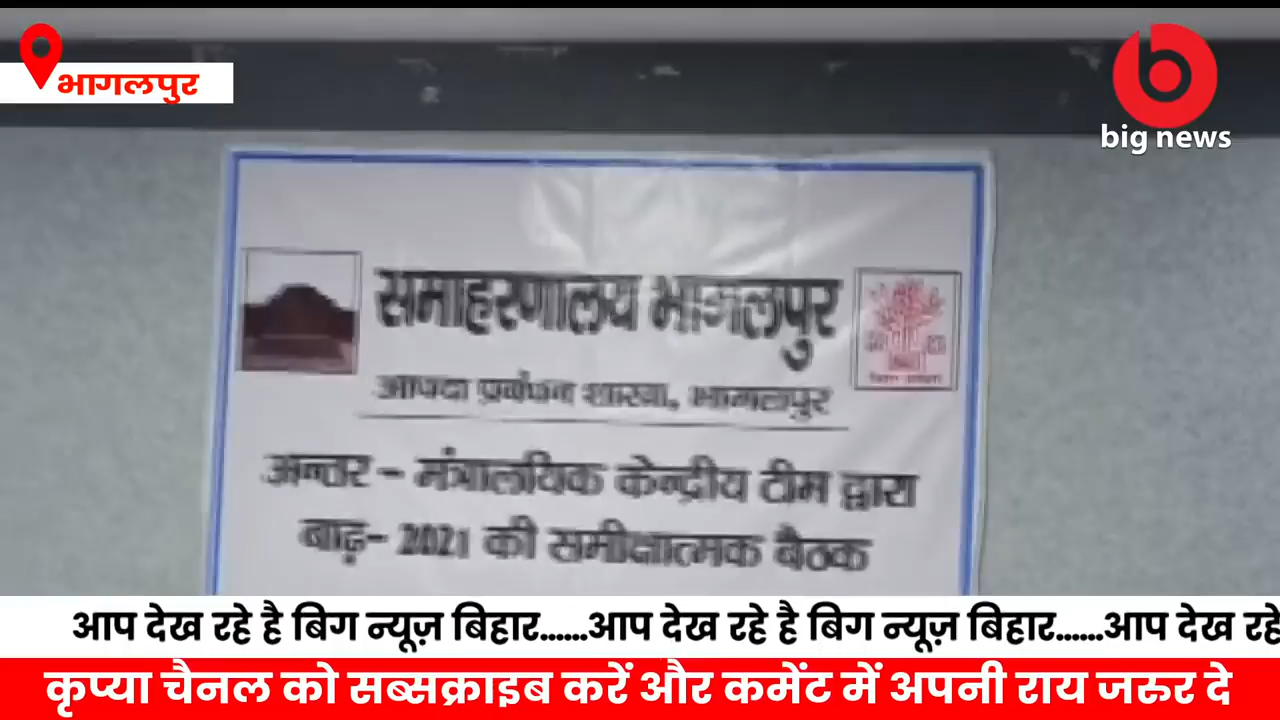 भागलपुर
big news
समाहरणालय भागलपुर
आपदा प्रबंधन शाखा, भागलपुर
अन्तर - मंत्रालयिक केन्द्रीय टीम द्वारा
बाढ़- 2021 की समीक्षात्मक बैठक
आप देख रहे है बिग न्यूज़ बिहार......आप देख रहे है बिग न्यूज़ बिहार......आप देख रहे
कृप्या चैनल को सब्सक्राइब करें और कमेंट में अपनी राय जरुर दे